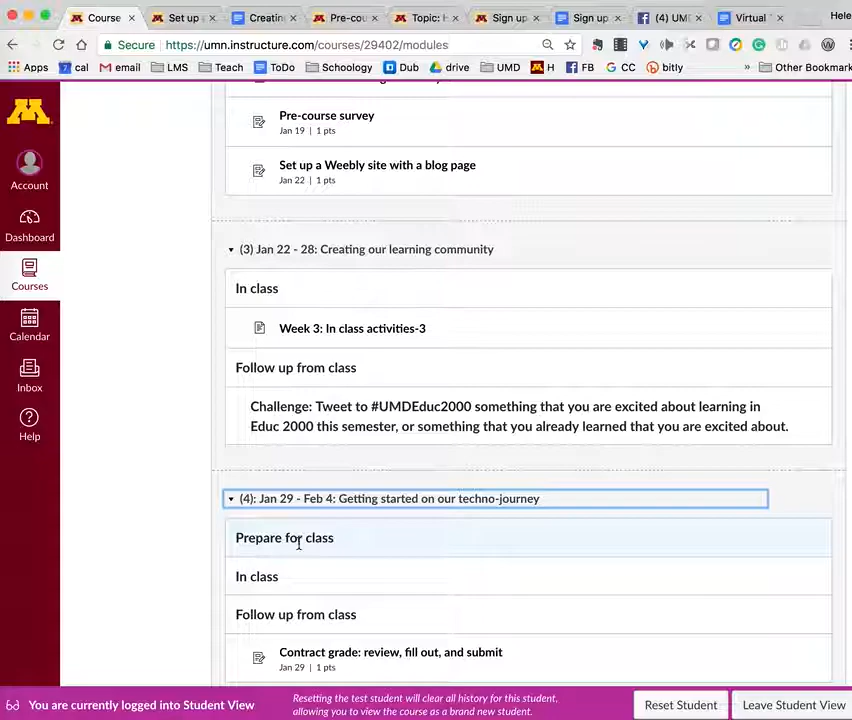 Course
Set up
Creatin
Pre-cou
Topic: H
Sign up
Sign up
(4) UM
Virtual
Hele
Secure
https://umn.instructure.com/courses/29402/modules
Apps
cal
email
LMS
Teach
ToDo
Schoology
Dub
drive
UMD
H
FB
CC
bitly
»
Other Bookmark
Account
Dashboard
Courses
Calendar
Inbox
Help
Pre-course survey
Jan 19 | 1 pts
Set up a Weebly site with a blog page
Jan 22 | 1 pts
(3) Jan 22 - 28: Creating our learning community
In class
Week 3: In class activities-3
Follow up from class
Challenge: Tweet to #UMDEduc2000 something that you are excited about learning in
Educ 2000 this semester, or something that you already learned that you are excited about.
(4): Jan 29 - Feb 4: Getting started on our techno-journey
Prepare for class
In class
Follow up from class
Contract grade: review, fill out, and submit
Jan 29 | 1 pts
You are currently logged into Student View
Resetting the test student will clear all history for this student,
allowing you to view the course as a brand new student.
Reset Student
Leave Student View